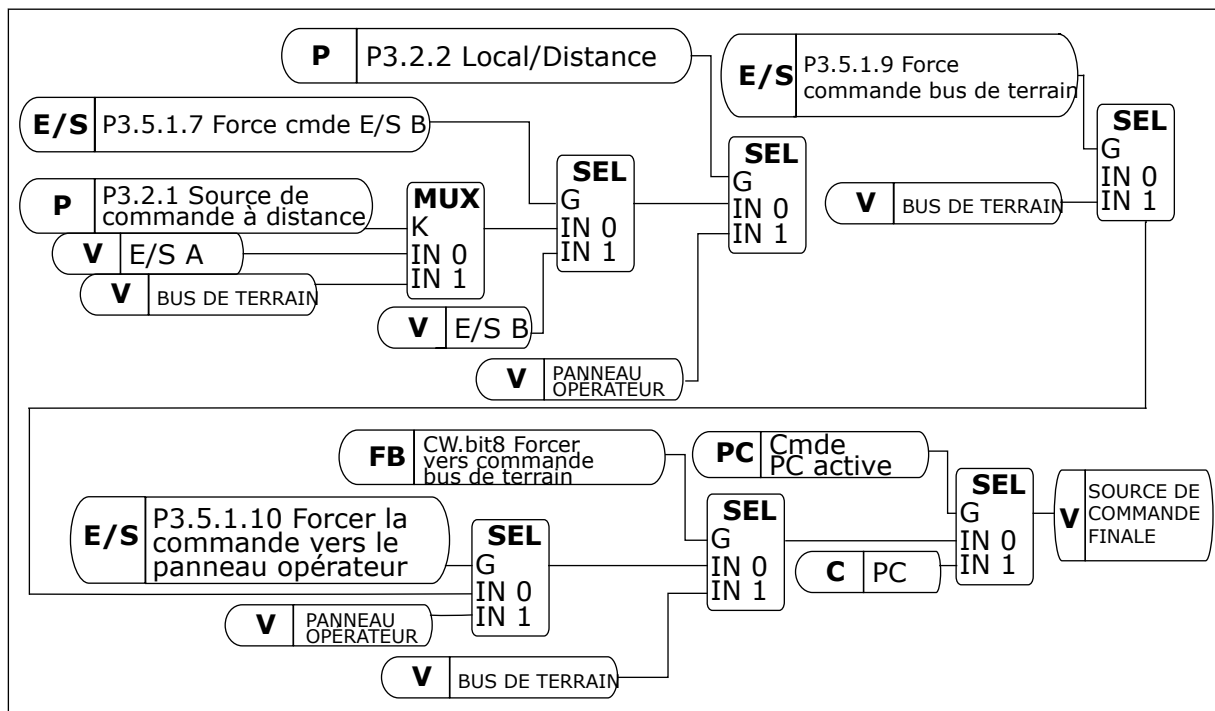 P P3.2.2 Local/Distance
E/S P3.5.1.9 Force
commande bus de terrain
E/S P3.5.1.7 Force cmde E/S B
P P3.2.1 Source de
commande à distance
V E/S A
V BUS DE TERRAIN
MUX
K
IN 0
IN 1
SEL
G
IN 0
IN 1
V E/S B
SEL
G
IN 0
IN 1
V PANNEAU
OPÉRATEUR
V BUS DE TERRAIN
SEL
G
IN 0
IN 1
FB CW.bit8 Forcer
vers commande
bus de terrain
PC Cmde
PC active
E/S P3.5.1.10 Forcer la
commande vers le
panneau opérateur
SEL
G
IN 0
IN 1
V PANNEAU
OPÉRATEUR
V BUS DE TERRAIN
SEL
G
IN 0
IN 1
C PC
SEL
G
IN 0
IN 1
V SOURCE DE
COMMANDE
FINALE